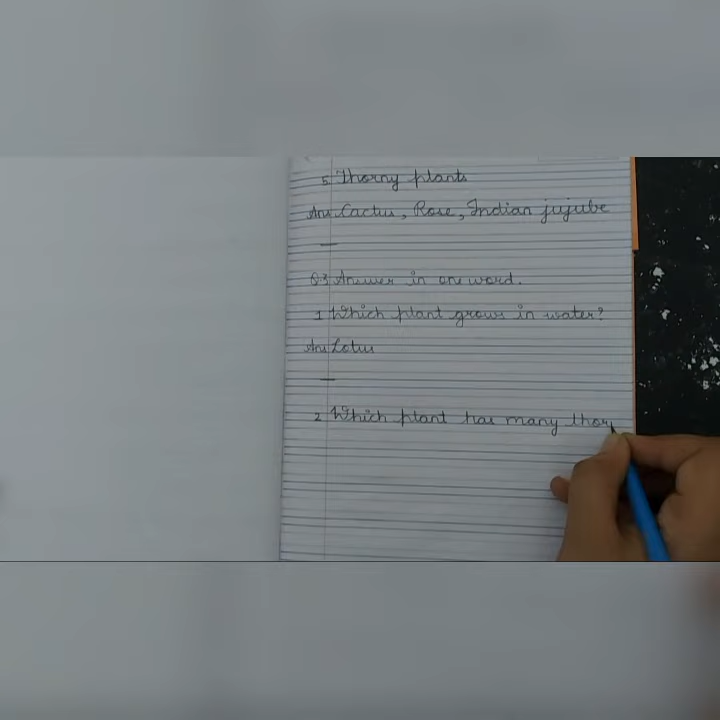 5 Thorny plants
Ans. Cactus, Rose, Indian jujube
Q3 Answer in one word.
1 Which plant grows in water?
Ans Lotus
2 Which plant has many thor